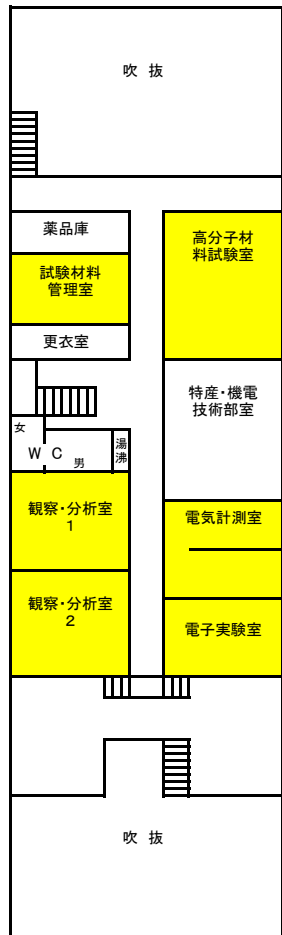 吹 抜
薬品庫
高分子材
料試験室
試験材料
管理室
更衣室
特産・機電
技術部室
女
W C
男
湯
沸
観察・分析室
1
電気計測室
観察・分析室
2
電子実験室
吹 抜